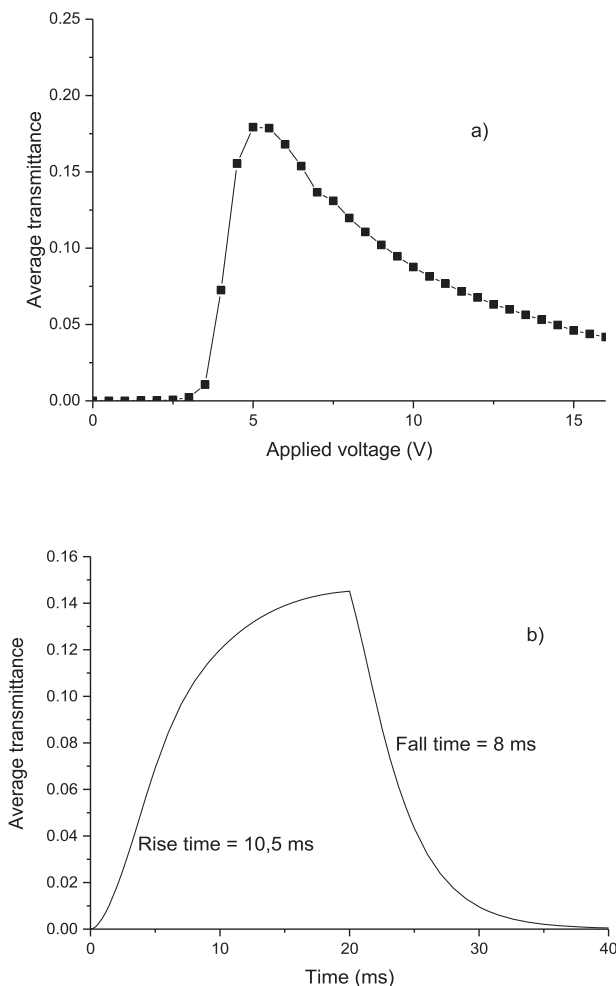 0.25
0.20
a)
0.15
0.10
0.05
0.00
0 5 10 15
Average transmittance
Applied voltage (V)
0.16
0.14
b)
0.12
0.10
0.08
Fall time = 8 ms
0.06
0.04
Rise time = 10,5 ms
0.02
0.00
0 10 20 30 40
Average transmittance
Time (ms)